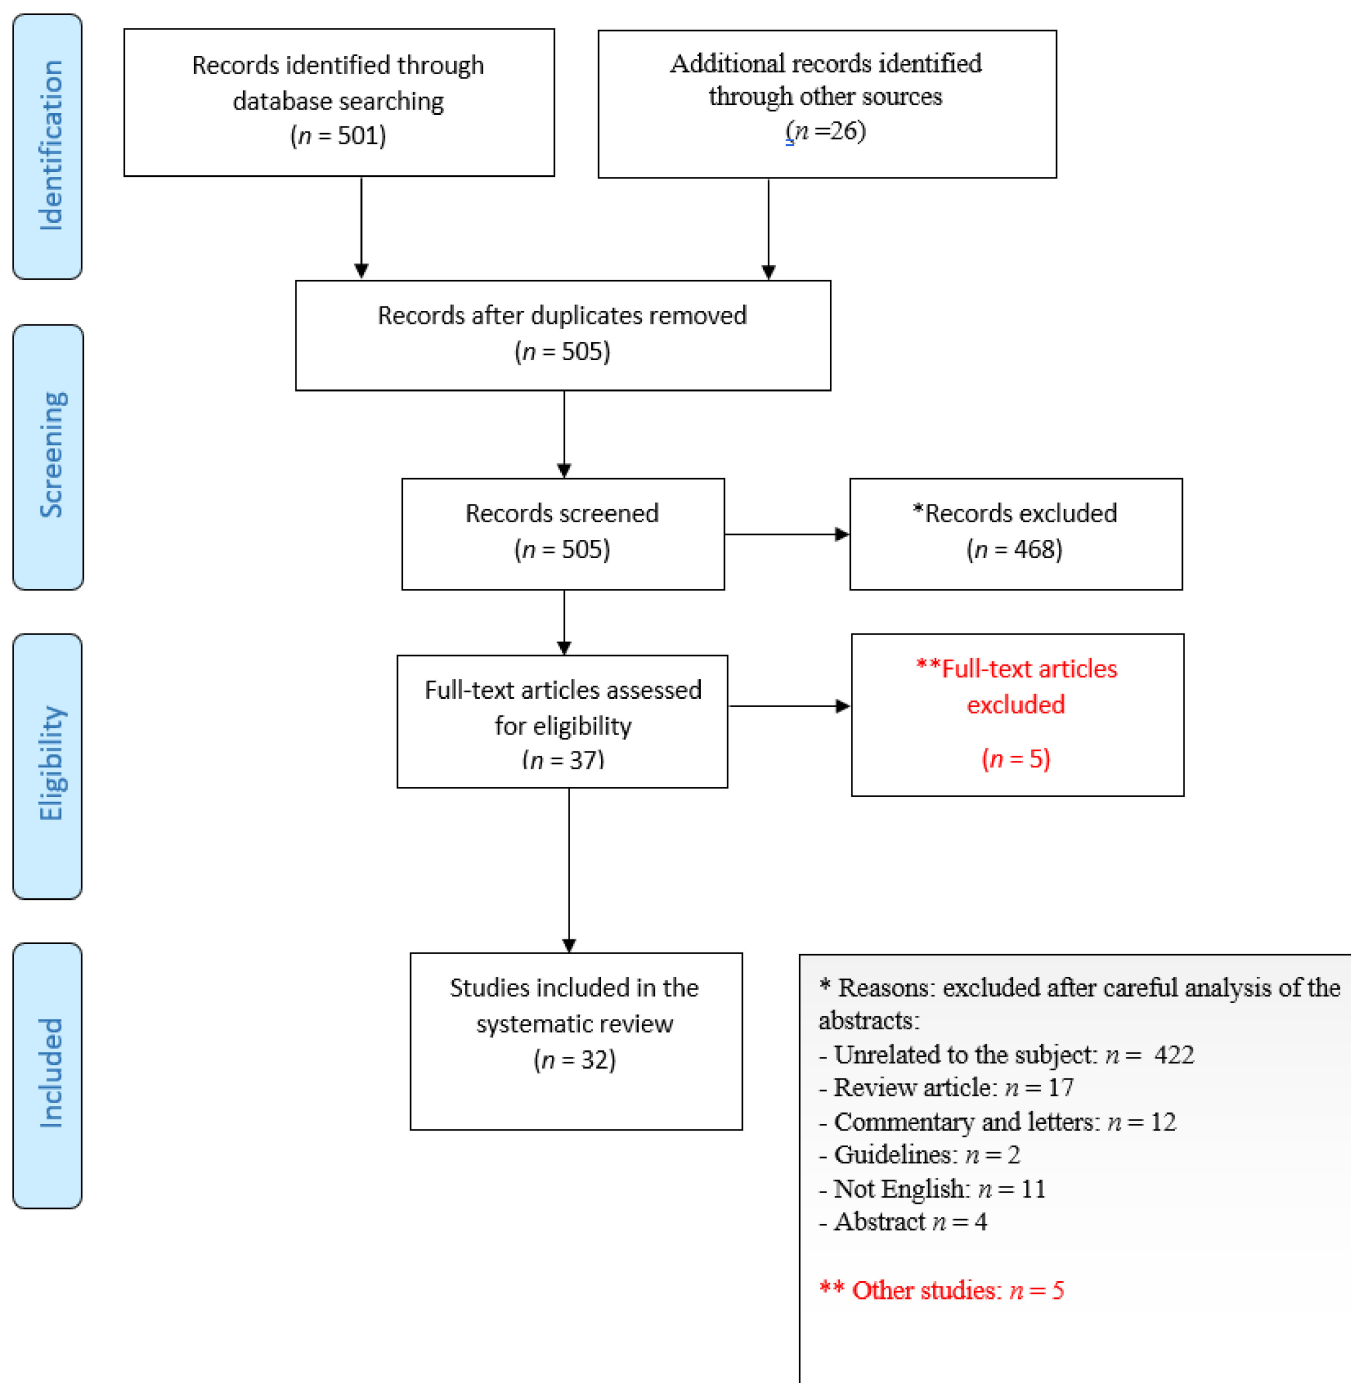 Identification
Records identified through
database searching
(n = 501)
Additional records identified
through other sources
(n =26)
Records after duplicates removed
(n = 505)
Screening
Records screened
(n = 505)
*Records excluded
(n = 468)
Eligibility
Full-text articles assessed
for eligibility
(n = 37)
**Full-text articles
excluded
(n = 5)
Included
Studies included in the
systematic review
(n = 32)
* Reasons: excluded after careful analysis of the
abstracts:
- Unrelated to the subject: n = 422
- Review article: n = 17
- Commentary and letters: n = 12
- Guidelines: n = 2
- Not English: n = 11
- Abstract n = 4
** Other studies: n = 5